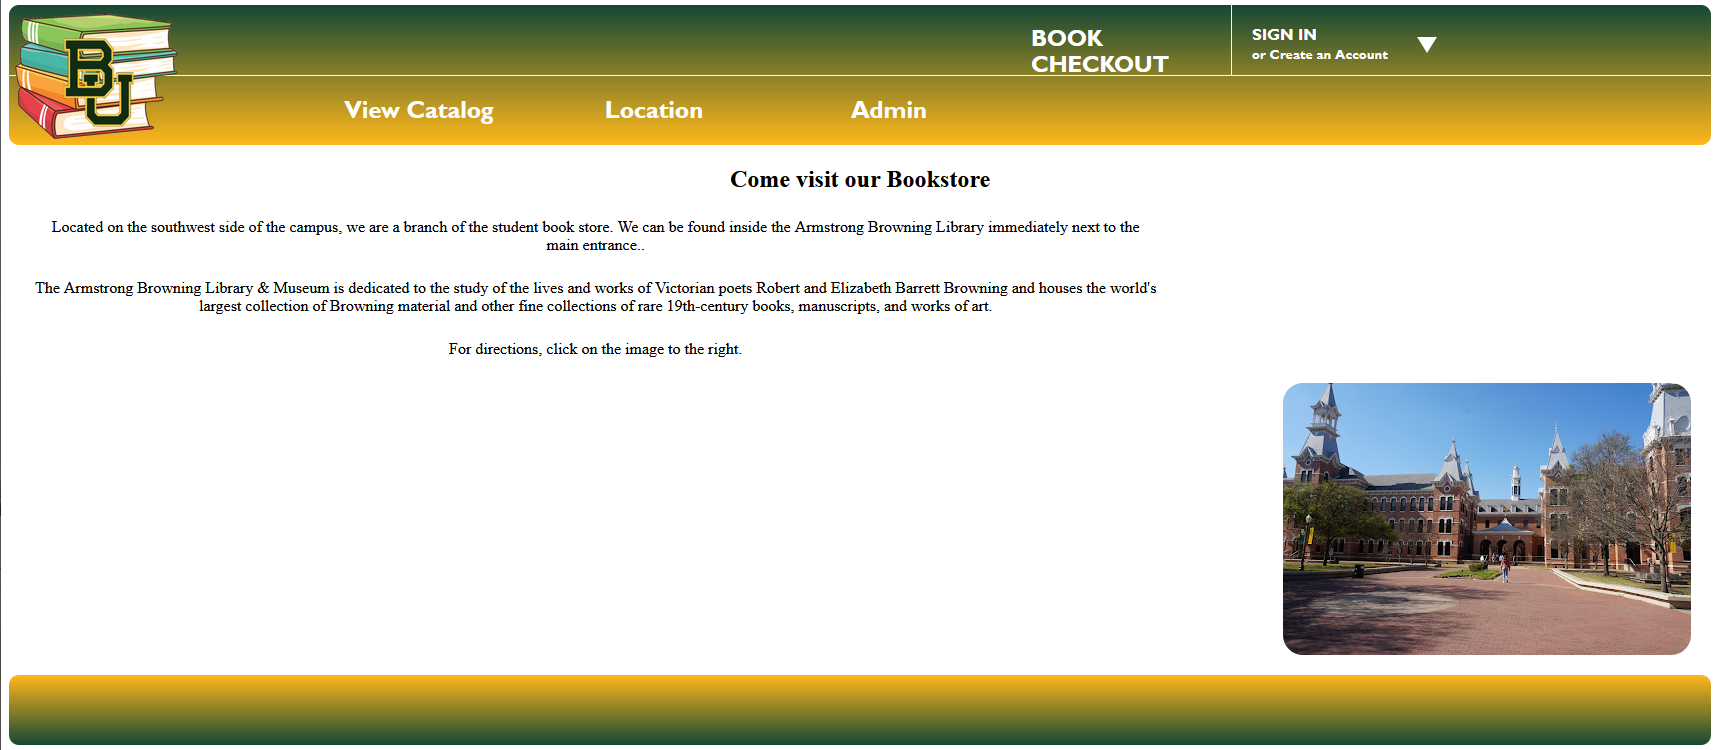 BU
BOOK
CHECKOUT
SIGN IN
or Create an Account
View Catalog
Location
Admin
Come visit our Bookstore
Located on the southwest side of the campus, we are a branch of the student book store. We can be found inside the Armstrong Browning Library immediately next to the
main entrance..
The Armstrong Browning Library & Museum is dedicated to the study of the lives and works of Victorian poets Robert and Elizabeth Barrett Browning and houses the world's
largest collection of Browning material and other fine collections of rare 19th-century books, manuscripts, and works of art.
For directions, click on the image to the right.